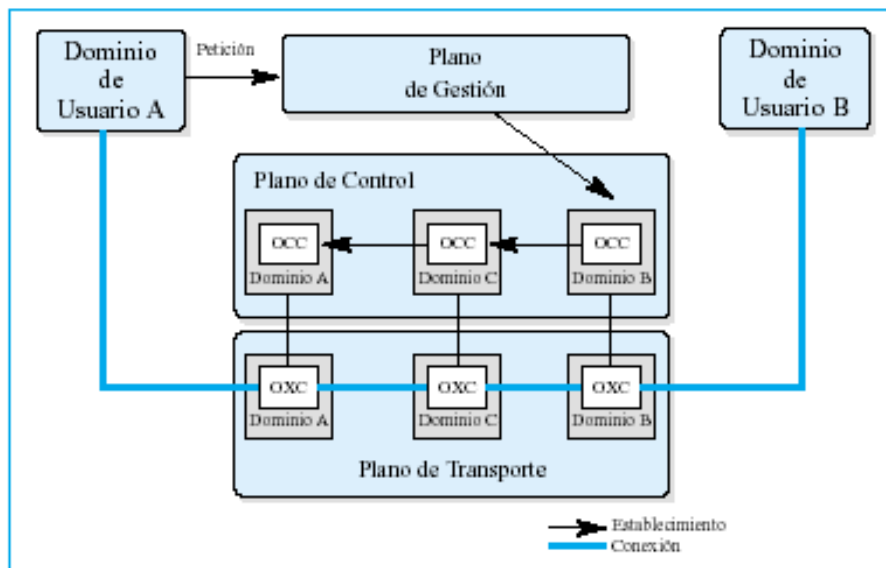 Dominio
de
Usuario A
Petición
Plano
de Gestión
Dominio
de
Usuario B
Plano de Control
OCC
OCC
OCC
Dominio A
Dominio C
Dominio B
OXC
OXC
OXC
Dominio A
Dominio C
Dominio B
Plano de Transporte
Establecimiento
Conexión